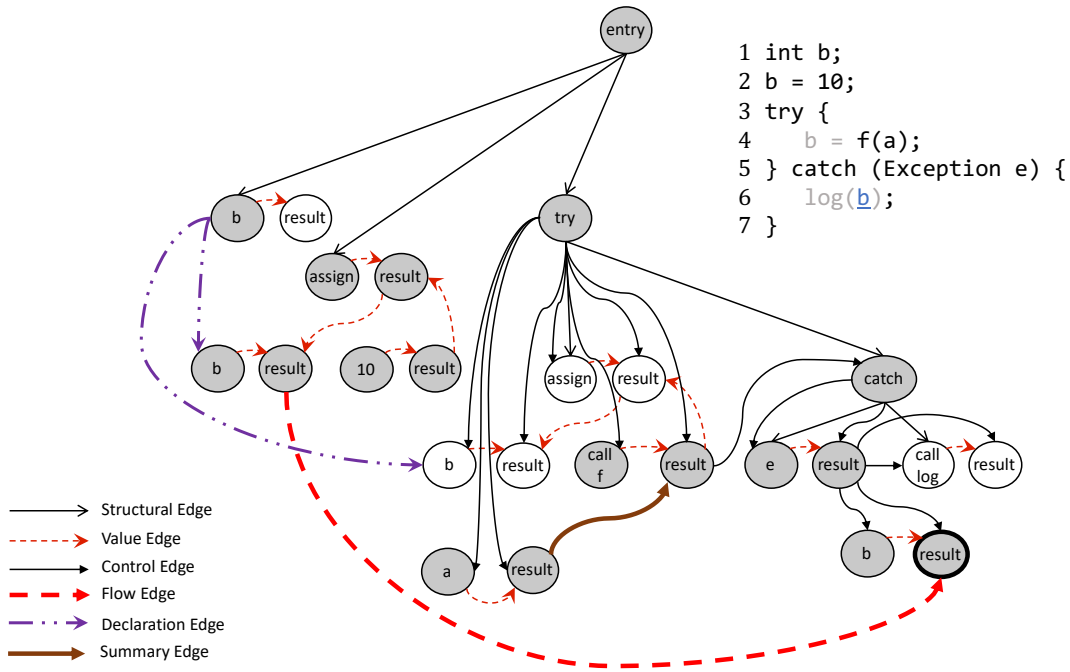 entry
1 int b;
2 b = 10;
3 try {
4 b = f(a);
5 } catch (Exception e) {
6 log(b);
7 }
b
result
try
assign
result
b
result
10
result
assign
result
catch
b
result
call f
result
e
result
call log
result
a
result
b
result
Structural Edge
Value Edge
Control Edge
Flow Edge
Declaration Edge
Summary Edge